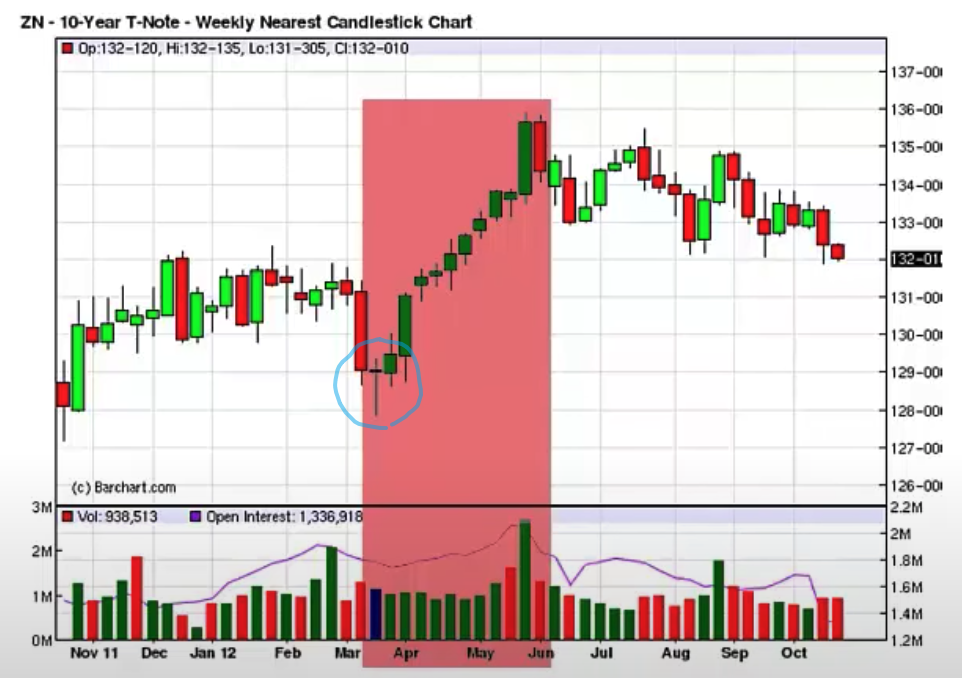 ZN - 10-Year T-Note - Weekly Nearest Candlestick Chart
Op:132-120, Hi:132-135, Lo:131-305, Cl:132-010
137-00
136-00
135-00
134-00
133-00
132-01
131-00
130-00
129-00
128-00
127-00
126-00
(c) Barchart.com
Vol: 938,513 Open Interest: 1,336,918
3M
2M
1M
0M
2.2M
2M
1.8M
1.6M
1.4M
1.2M
Nov 11 Dec Jan 12 Feb Mar Apr May Jun Jul Aug Sep Oct